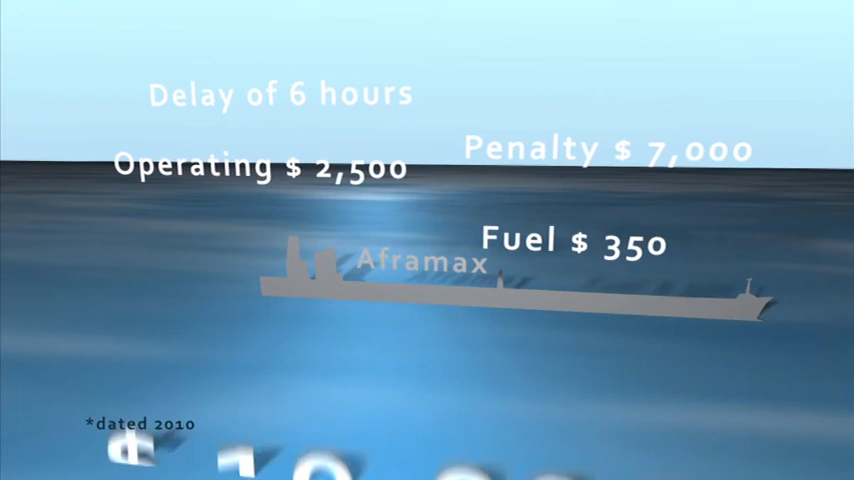 Delay of 6 hours
Operating $ 2,500
Penalty $ 7,000
Fuel $ 350
Aframax
*dated 2010